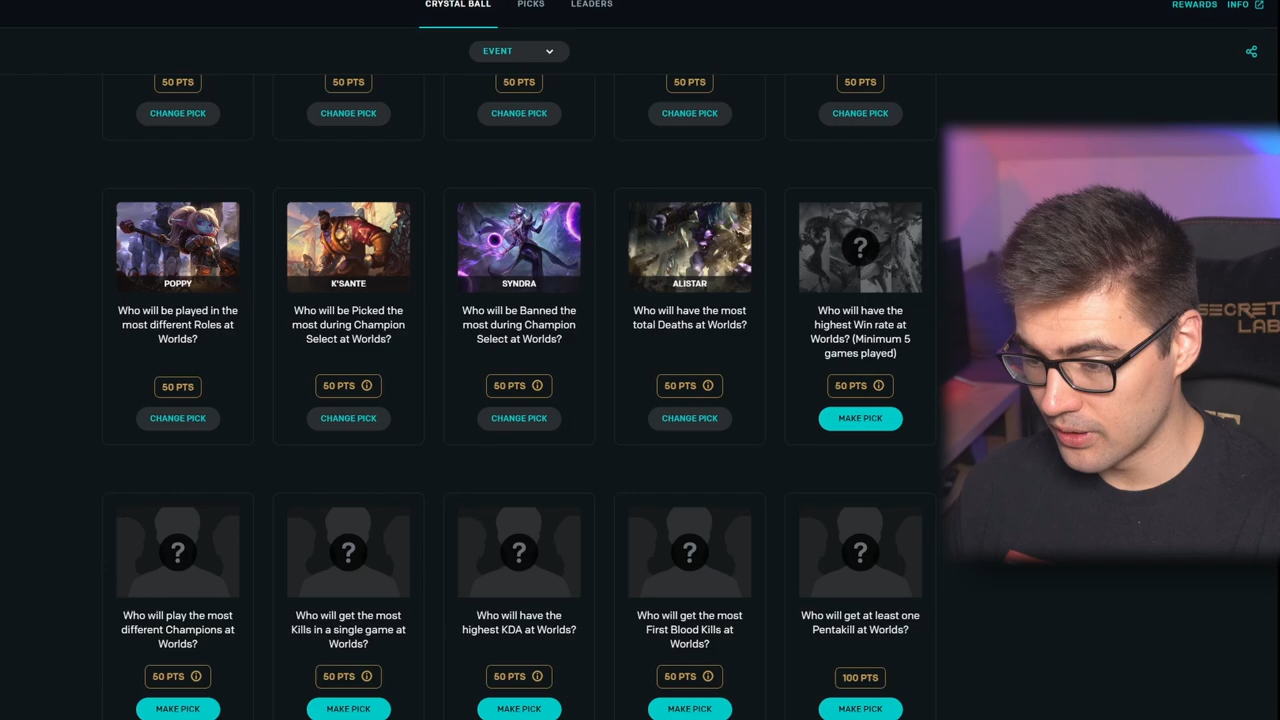 CRYSTAL BALL
PICKS
LEADERS
REWARDS
INFO
EVENT
50 PTS
50 PTS
50 PTS
50 PTS
50 PTS
CHANGE PICK
CHANGE PICK
CHANGE PICK
CHANGE PICK
CHANGE PICK
POPPY
Who will be played in the
most different Roles at
Worlds?
50 PTS
CHANGE PICK
K'SANTE
Who will be Picked the
most during Champion
Select at Worlds?
50 PTS
CHANGE PICK
SYNDRA
Who will be Banned the
most during Champion
Select at Worlds?
50 PTS
CHANGE PICK
ALISTAR
Who will have the most
total Deaths at Worlds?
50 PTS
CHANGE PICK
?
Who will have the
highest Win rate at
Worlds? (Minimum 5
games played)
50 PTS
MAKE PICK
?
Who will play the most
different Champions at
Worlds?
50 PTS
MAKE PICK
?
Who will get the most
Kills in a single game at
Worlds?
50 PTS
MAKE PICK
?
Who will have the
highest KDA at Worlds?
50 PTS
MAKE PICK
?
Who will get the most
First Blood Kills at
Worlds?
50 PTS
MAKE PICK
?
Who will get at least one
Pentakill at Worlds?
100 PTS
MAKE PICK
SECRET
LAB